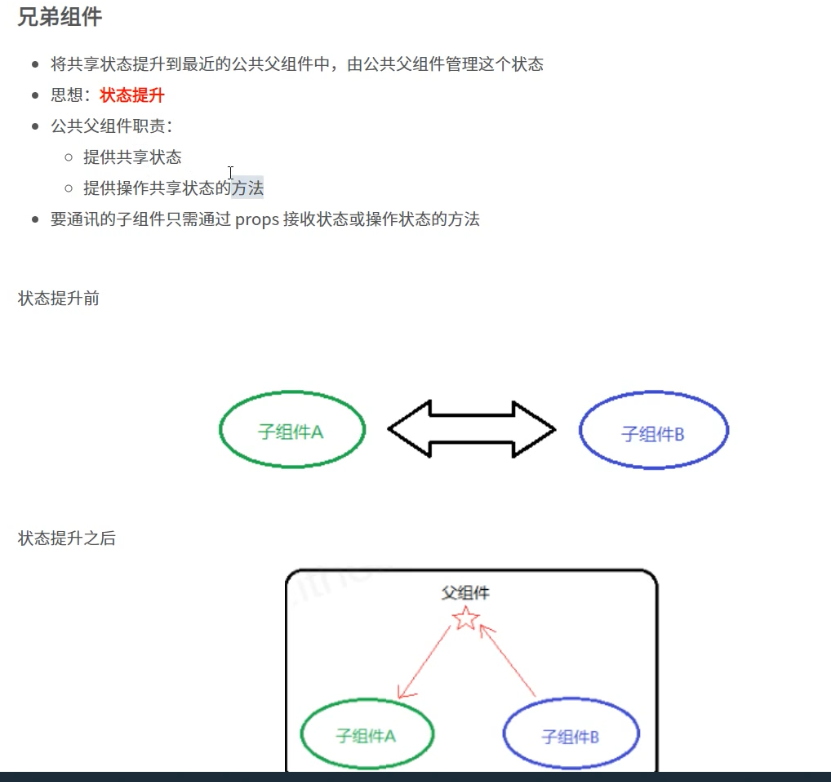 兄弟组件
将共享状态提升到最近的公共父组件中，由公共父组件管理这个状态
思想：状态提升
公共父组件职责：
提供共享状态
提供操作共享状态的方法
要通讯的子组件只需通过 props 接收状态或操作状态的方法
状态提升前
子组件A
子组件B
状态提升之后
父组件
子组件A
子组件B